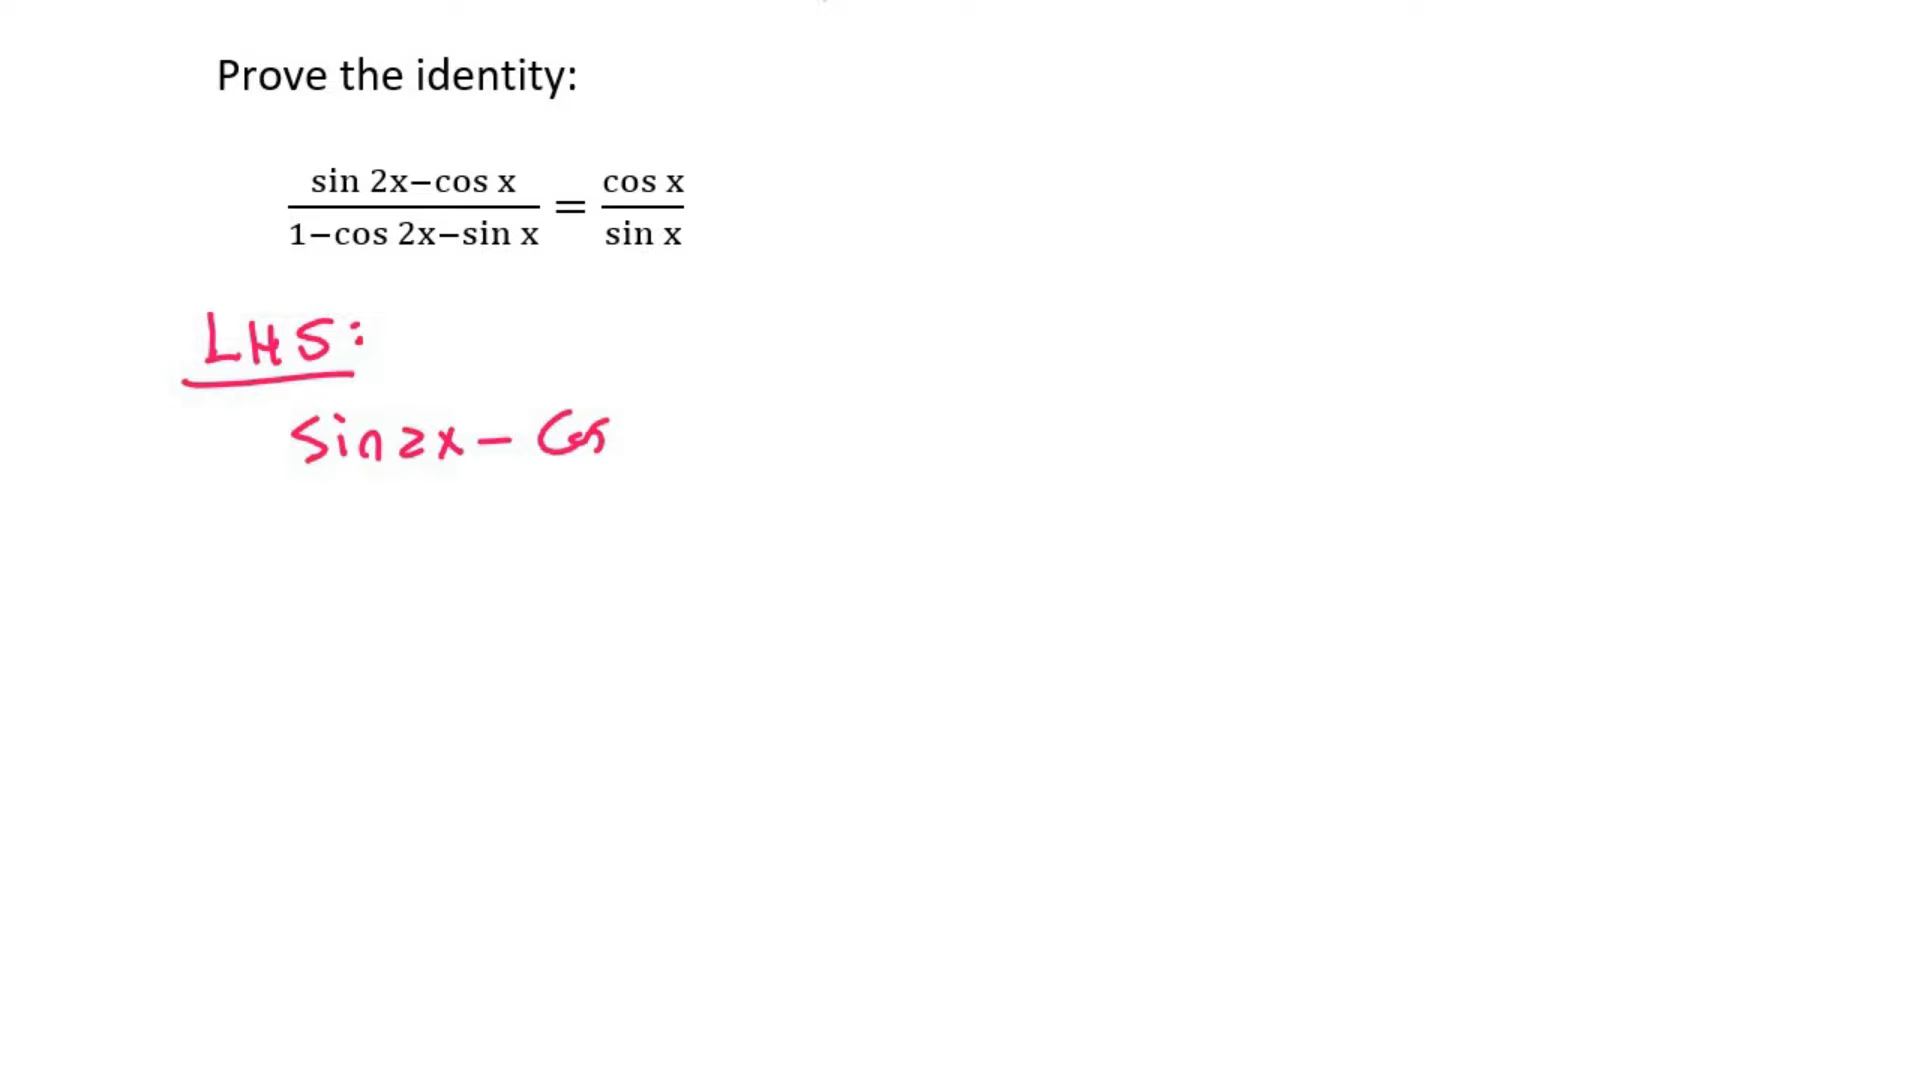 Prove the identity:
sin 2x−cos x / 1−cos 2x−sin x = cos x / sin x
LHS:
Sin2x − Cos